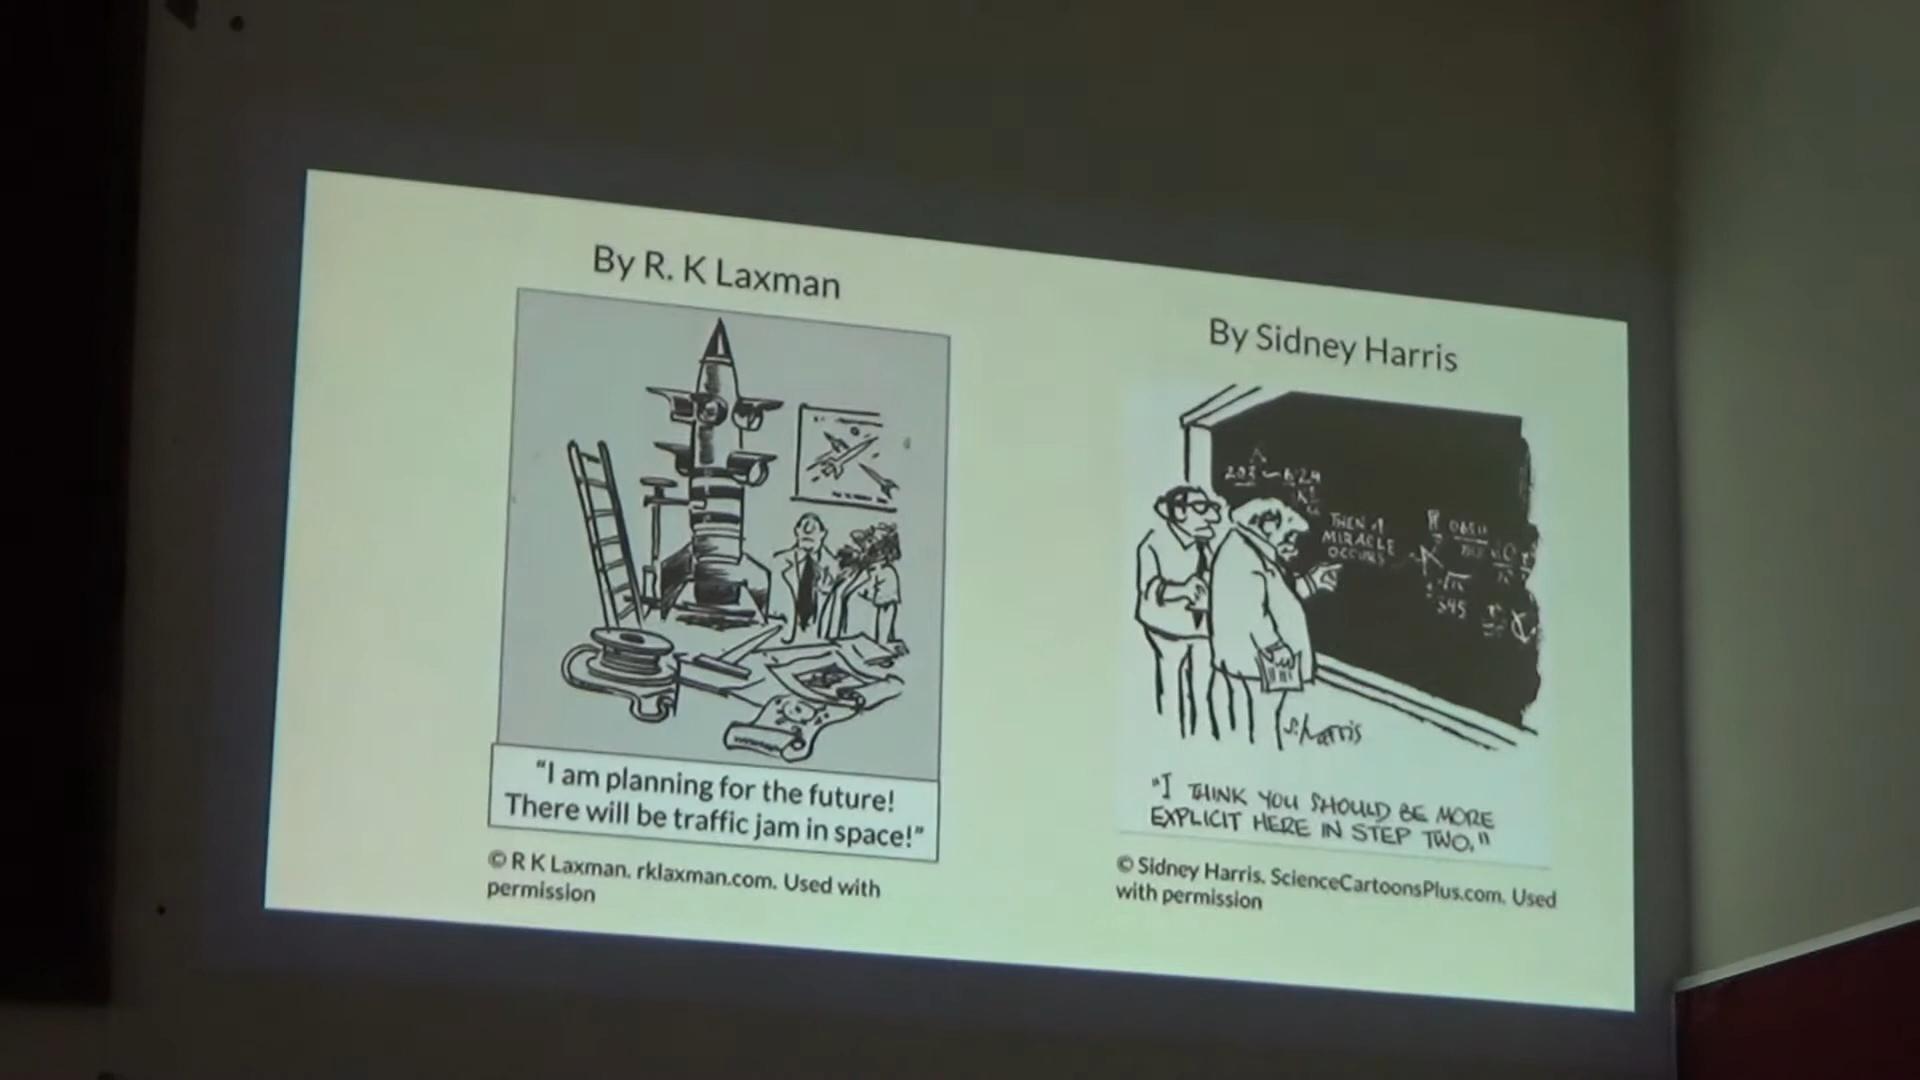 By R. K Laxman
"I am planning for the future!
There will be traffic jam in space!"
© R K Laxman. rklaxman.com. Used with
permission
By Sidney Harris
THEN A
MIRACLE
OCCURS
S. Harris
"I THINK YOU SHOULD BE MORE
EXPLICIT HERE IN STEP TWO."
© Sidney Harris. ScienceCartoonsPlus.com. Used
with permission